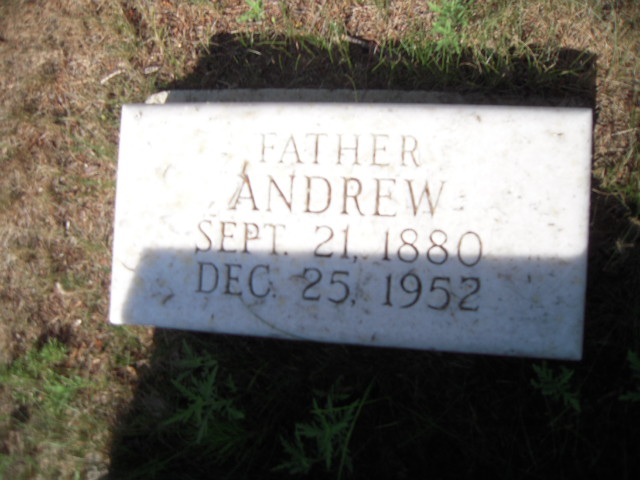 FATHER
ANDREW
SEPT. 21, 1880
DEC. 25, 1952